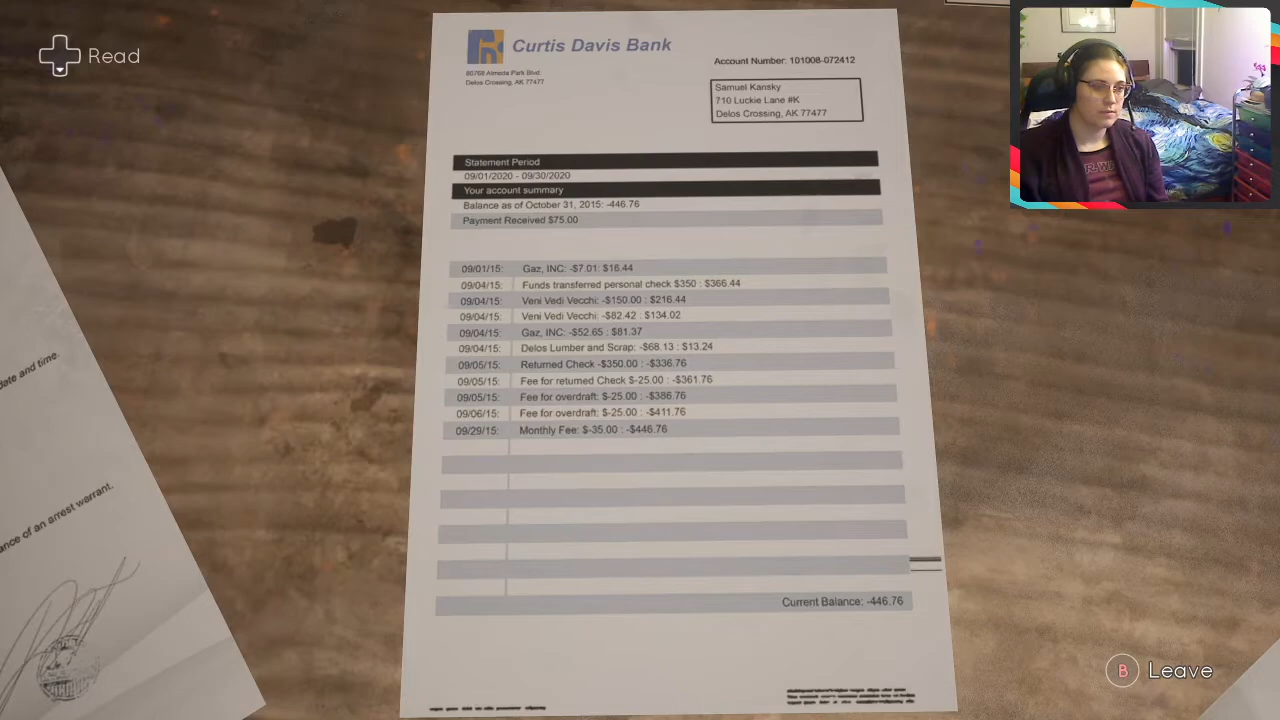 Read
Curtis Davis Bank
Delos Crossing, AK 77477
Account Number: 101008-072412
Samuel Kansky
710 Luckie Lane #K
Delos Crossing, AK 77477
Statement Period
09/01/2020 - 09/30/2020
Your account summary
Balance as of October 31, 2015: -446.76
Payment Received $75.00
09/01/15: Gaz, INC: -$7.01: $16.44
09/04/15: Funds transferred personal check $350 : $366.44
09/04/15: Veni Vedi Vecchi: -$150.00 : $216.44
09/04/15: Veni Vedi Vecchi: -$82.42 : $134.02
09/04/15: Gaz, INC: -$52.65 : $81.37
09/04/15: Delos Lumber and Scrap: -$68.13 : $13.24
09/05/15: Returned Check -$350.00 : -$336.76
09/05/15: Fee for returned Check $-25.00 : -$361.76
09/05/15: Fee for overdraft: $-25.00 : -$386.76
09/06/15: Fee for overdraft: $-25.00 : -$411.76
09/29/15: Monthly Fee: $-35.00 : -$446.76
Current Balance: -446.76
date and time.
ance of an arrest warrant.
B Leave